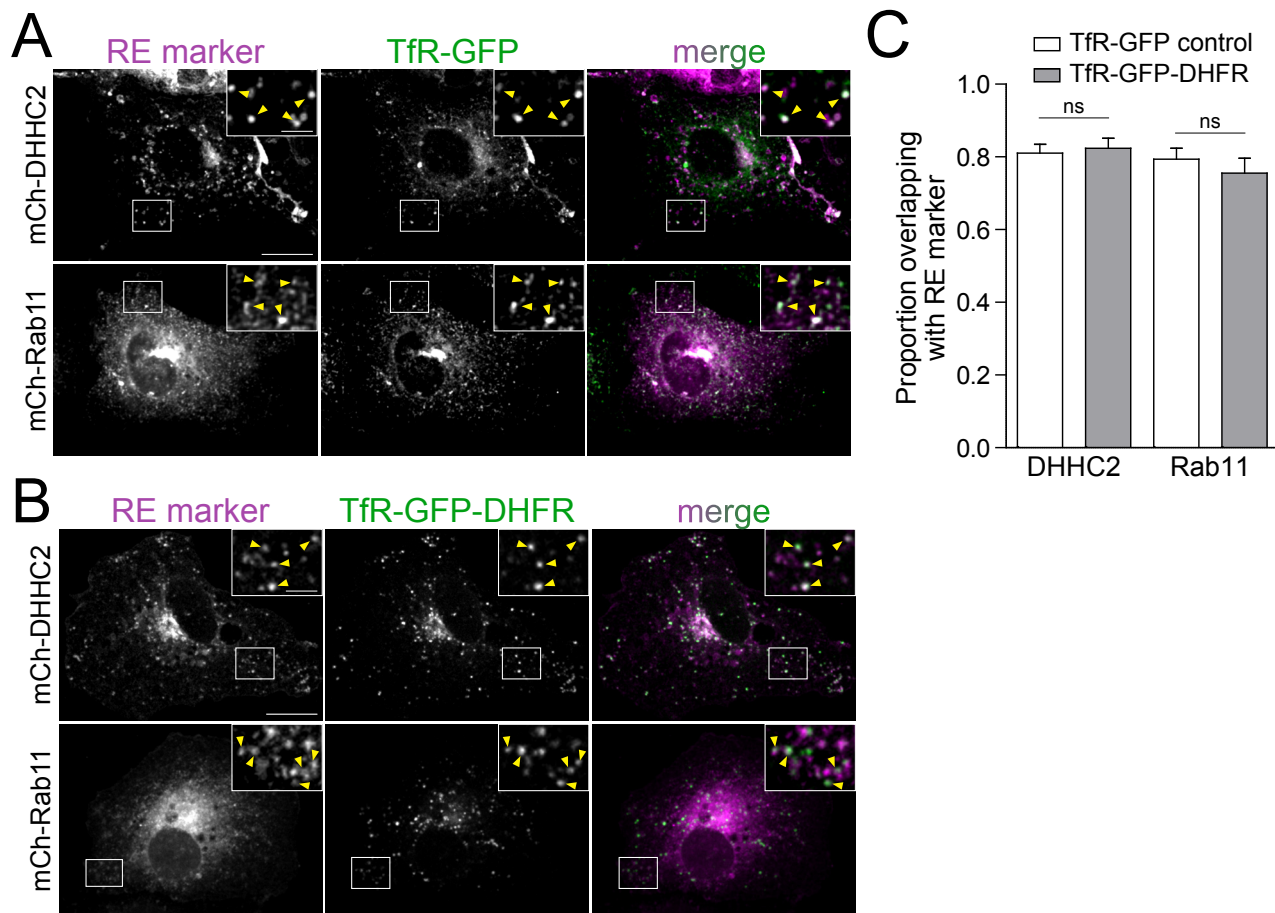 A
RE marker
TfR-GFP
merge
mCh-DHHC2
mCh-Rab11
B
RE marker
TfR-GFP-DHFR
merge
mCh-DHHC2
mCh-Rab11
C
TfR-GFP control
TfR-GFP-DHFR
Proportion overlapping
with RE marker
1.0
0.8
0.6
0.4
0.2
0.0
ns
ns
DHHC2
Rab11